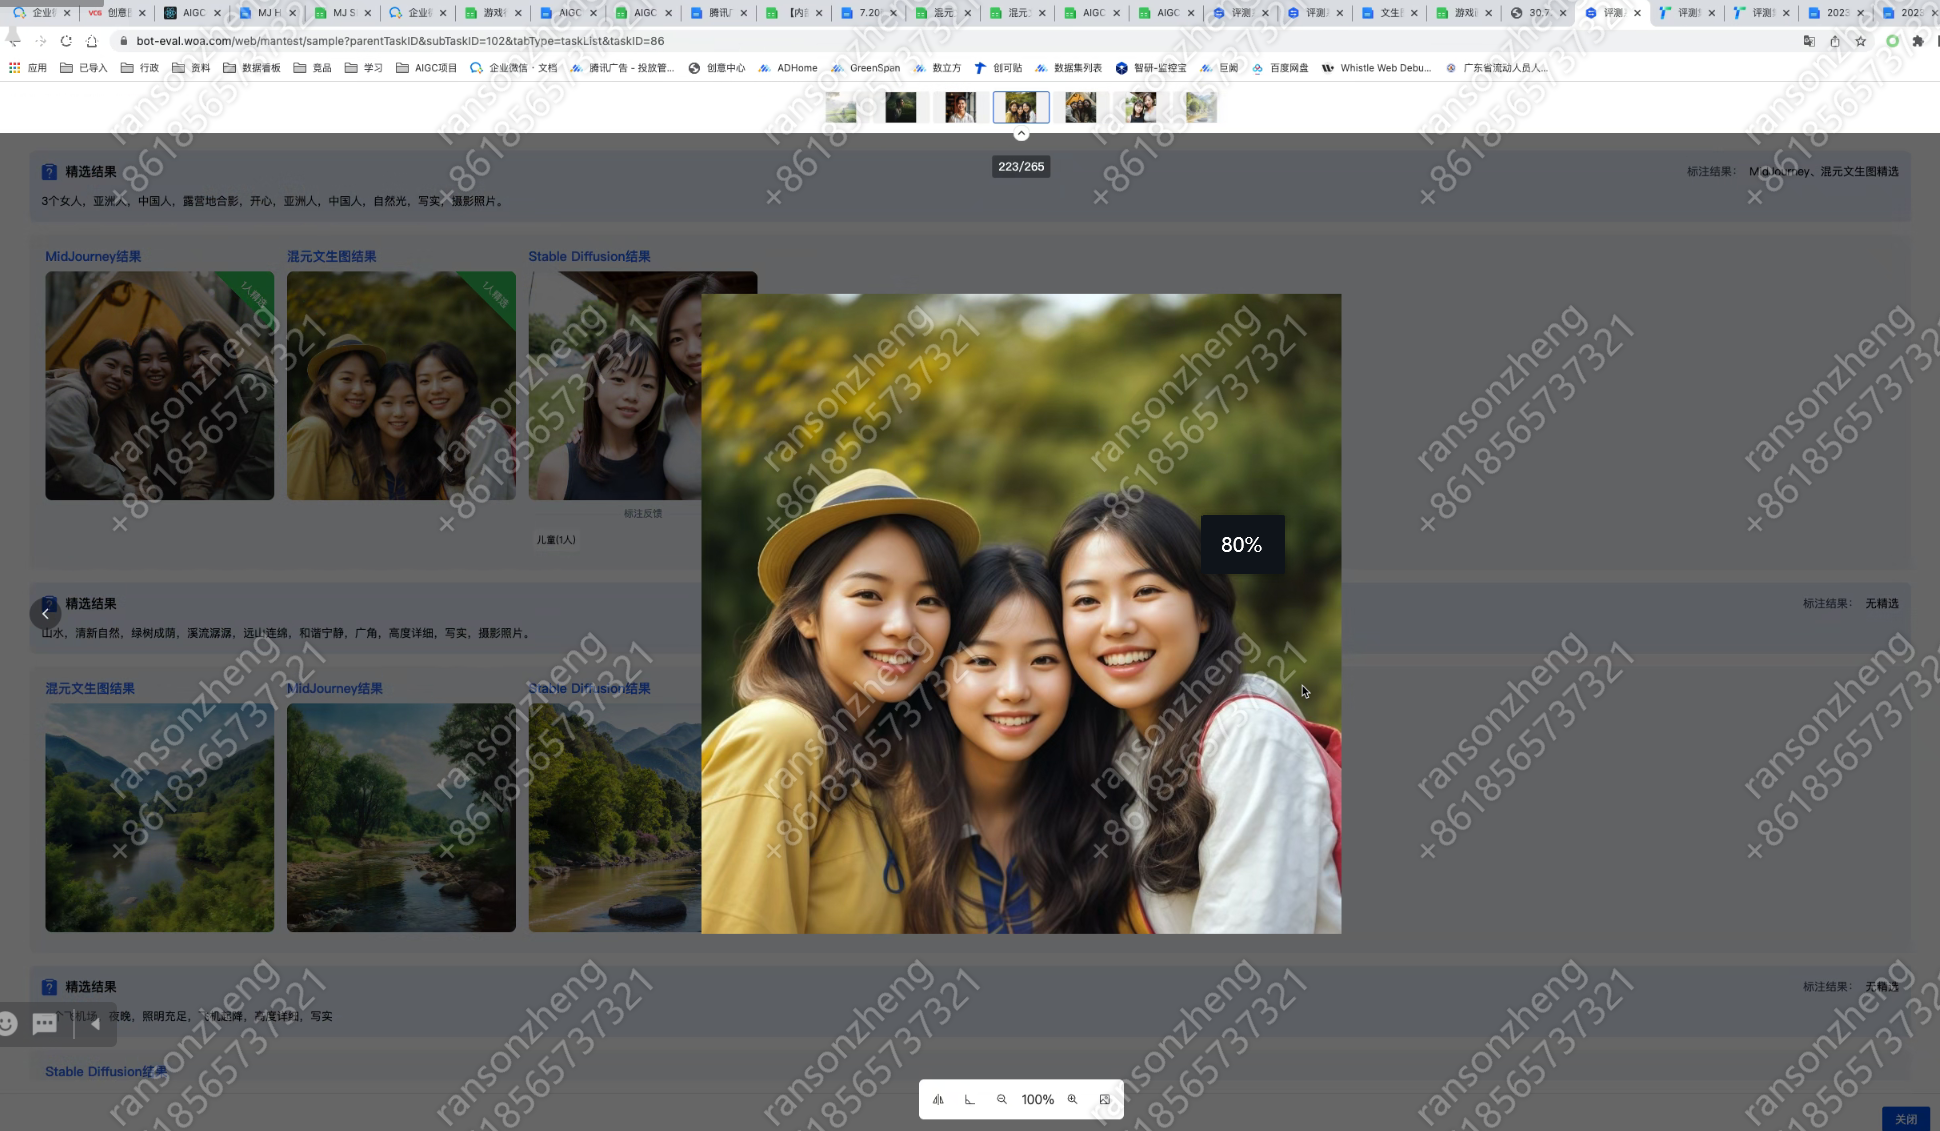 企业
创意
AIGC
MJ H
MJ S
企业
游戏
AIGC
AIGC
腾讯
【内
7.20
混元
混元
AIGC
AIGC
评测
评测
文生
游戏
30.7
评测
评测
评测
2023
2023
bot-eval.woa.com/web/mantest/sample?parentTaskID&subTaskID=102&tabType=taskList&taskID=86
应用
已导入
行政
资料
数据看板
竞品
学习
AIGC项目
企业微信 · 文档
腾讯广告 - 投放管...
创意中心
ADHome
GreenSpan
数立方
创可贴
数据集列表
智研-监控宝
巨阙
百度网盘
Whistle Web Debu...
广东省流动人员人...
223/265
精选结果
标注结果： MidJourney、混元文生图精选
3个女人，亚洲人，中国人，露营地合影，开心，亚洲人，中国人，自然光，写实，摄影照片。
MidJourney结果
混元文生图结果
Stable Diffusion结果
1人精选
1人精选
标注反馈
儿童(1人)
80%
精选结果
标注结果： 无精选
山水，清新自然，绿树成荫，溪流潺潺，远山连绵，和谐宁静，广角，高度详细，写实，摄影照片。
混元文生图结果
MidJourney结果
Stable Diffusion结果
精选结果
标注结果： 无精选
个飞机场，夜晚，照明充足，飞机起降，高度详细，写实
Stable Diffusion结果
100%
关闭
ransonzheng
+8618565737321